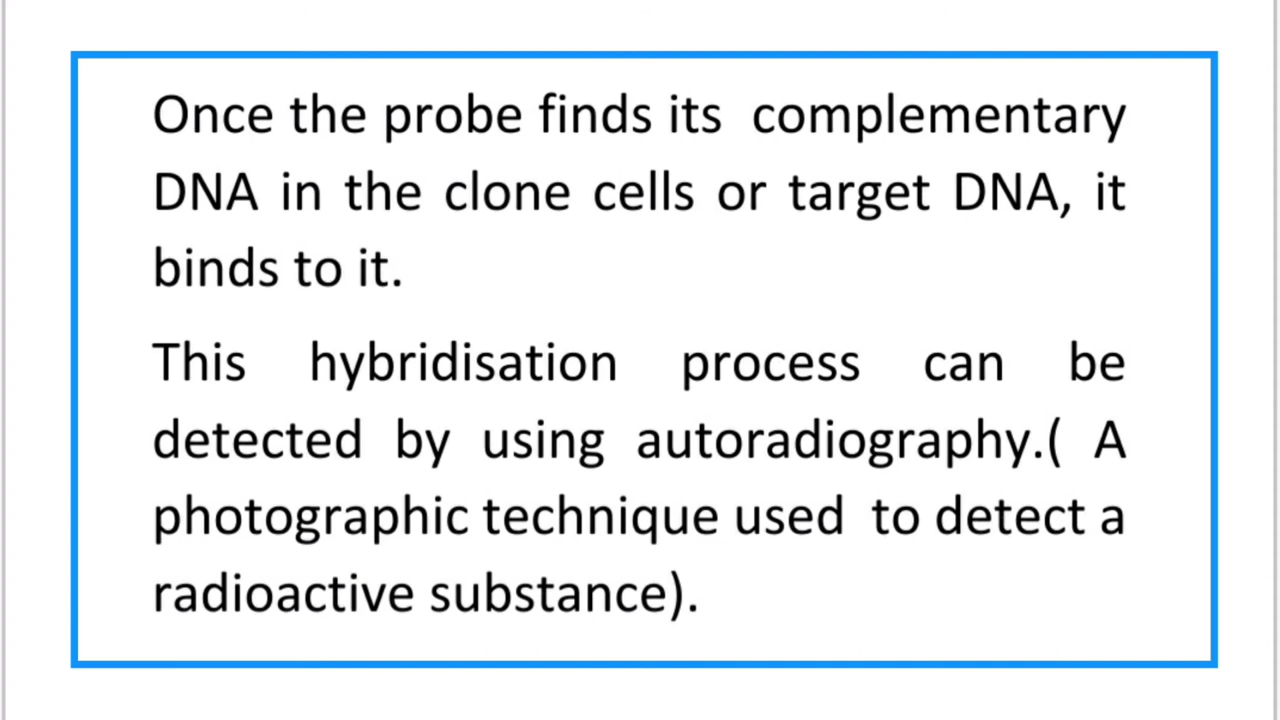 Once the probe finds its  complementary
DNA in the clone cells or target DNA, it
binds to it.
This hybridisation process can be
detected by using autoradiography.( A
photographic technique used  to detect a
radioactive substance).